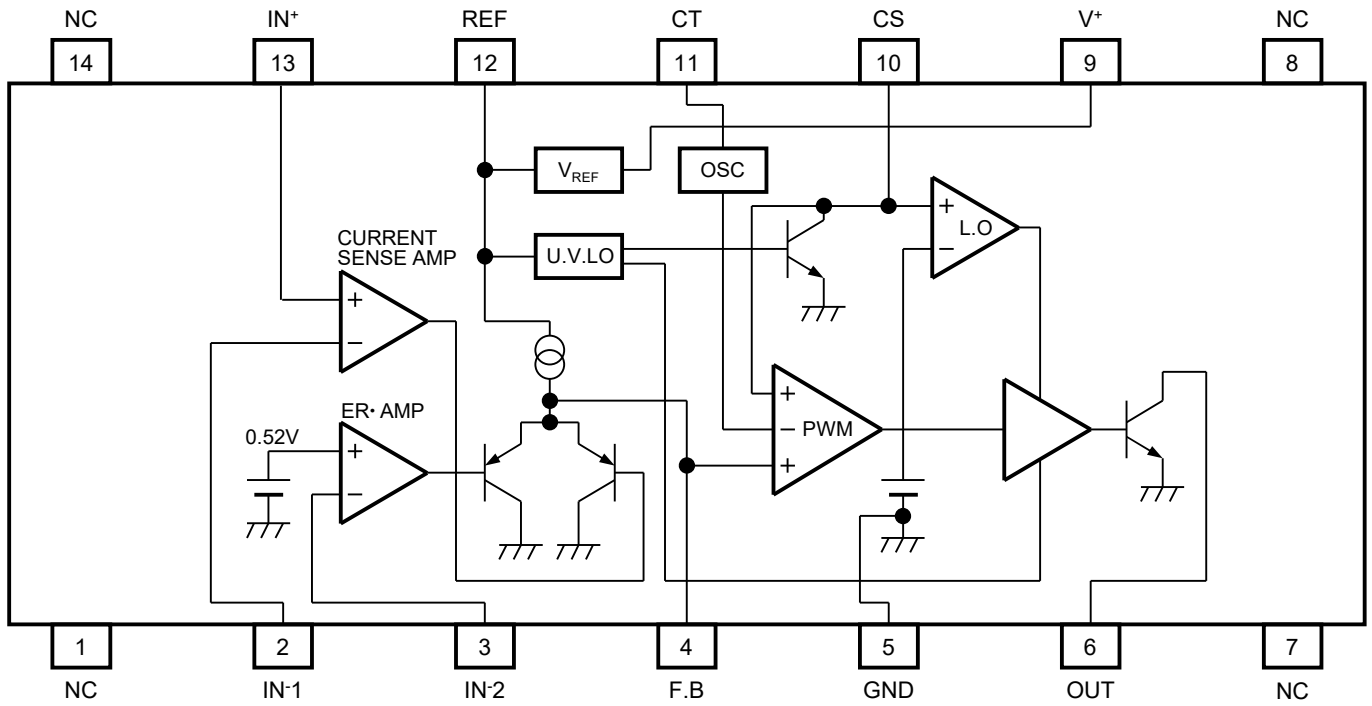 NC IN+ REF CT CS V+ NC
14 13 12 11 10 9 8
VREF OSC
+ L.O
−
CURRENT
SENSE AMP
U.V.LO
+
−
ER• AMP
0.52V
+
−
+
− PWM
+
1 2 3 4 5 6 7
NC IN-1 IN-2 F.B GND OUT NC